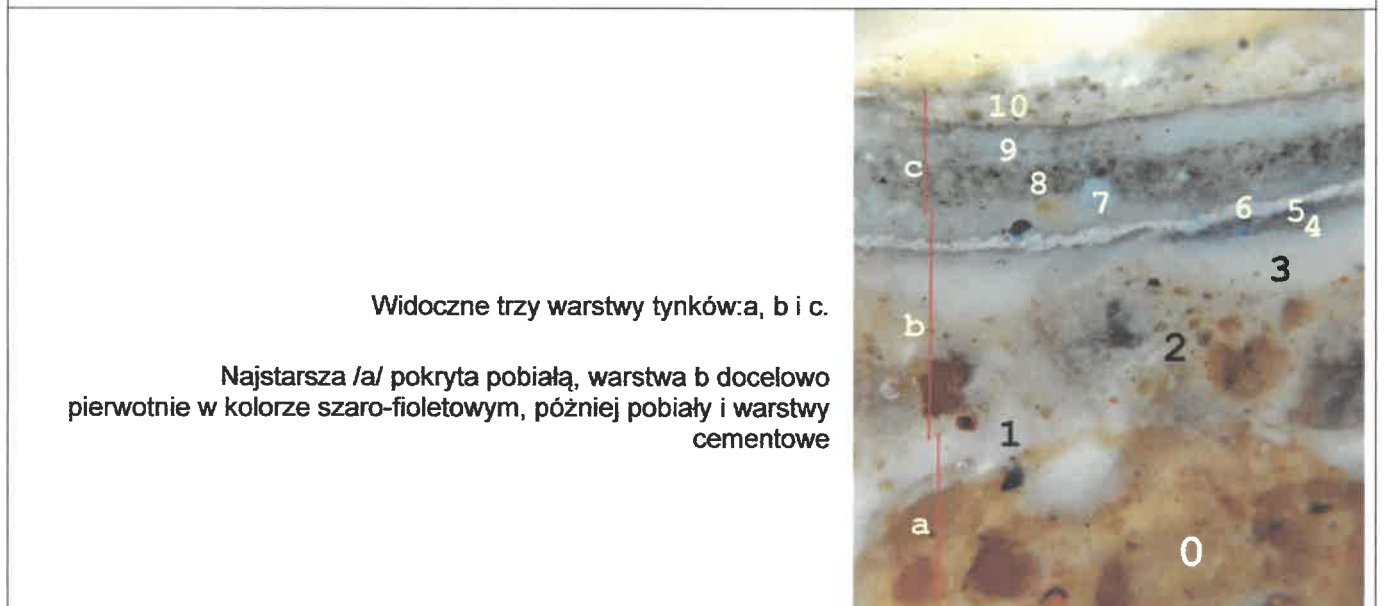 Widoczne trzy warstwy tynków:a, b i c.
Najstarsza /a/ pokryta pobiałą, warstwa b docelowo
pierwotnie w kolorze szaro-fioletowym, później pobiały i warstwy
cementowe
10
9
c
8
7
6
5
4
3
b
2
1
a
0